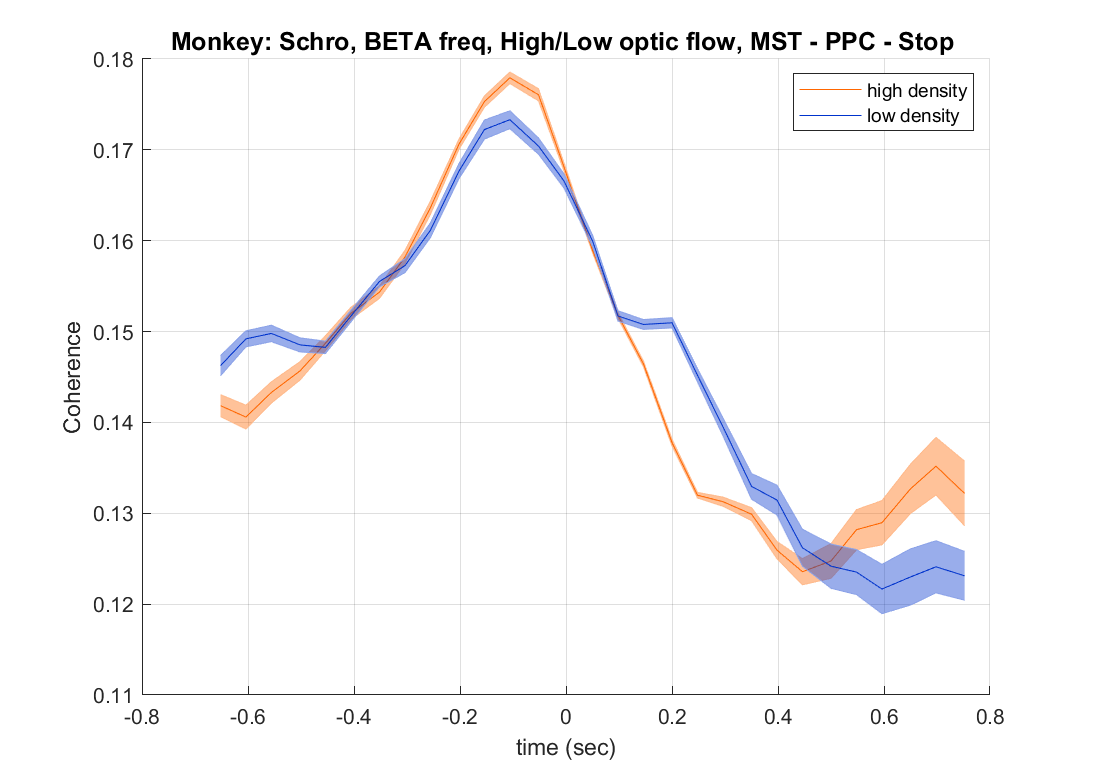 Monkey: Schro, BETA freq, High/Low optic flow, MST - PPC - Stop
high density
low density
Coherence
0.18
0.17
0.16
0.15
0.14
0.13
0.12
0.11
-0.8 -0.6 -0.4 -0.2 0 0.2 0.4 0.6 0.8
time (sec)